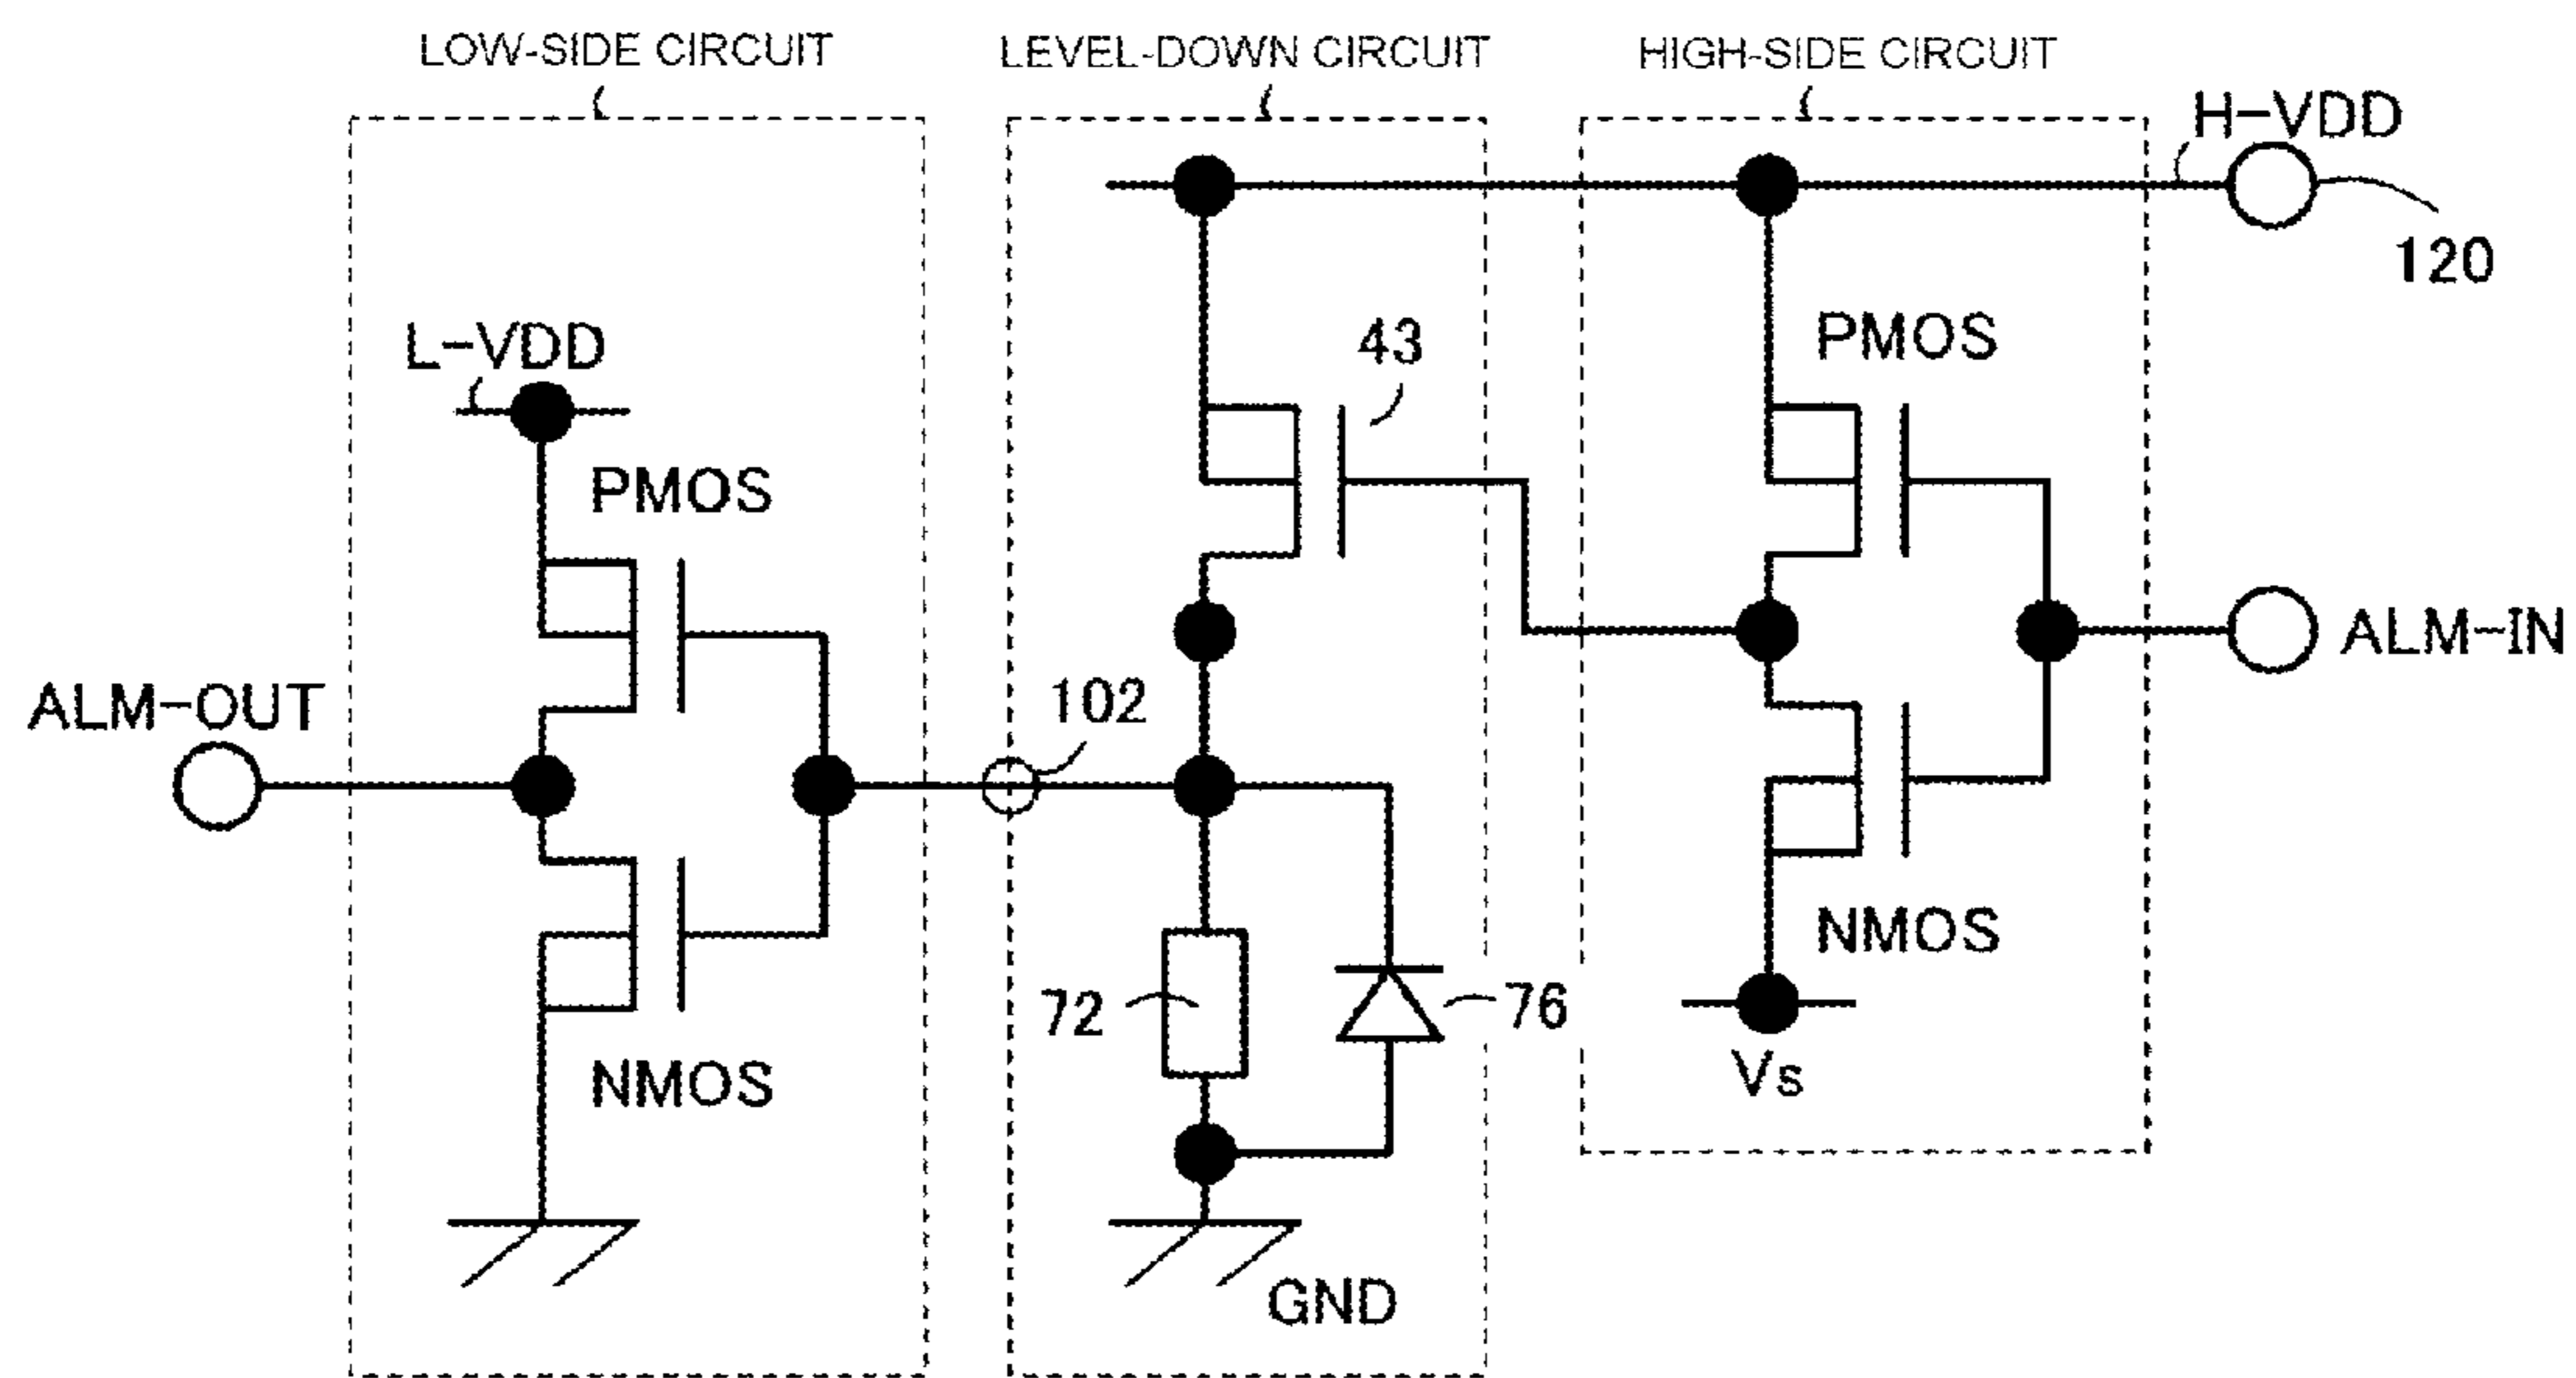 LOW-SIDE CIRCUIT
LEVEL-DOWN CIRCUIT
HIGH-SIDE CIRCUIT
H-VDD
120
L-VDD
43
PMOS
PMOS
ALM-IN
ALM-OUT
102
NMOS
72
76
Vs
NMOS
GND